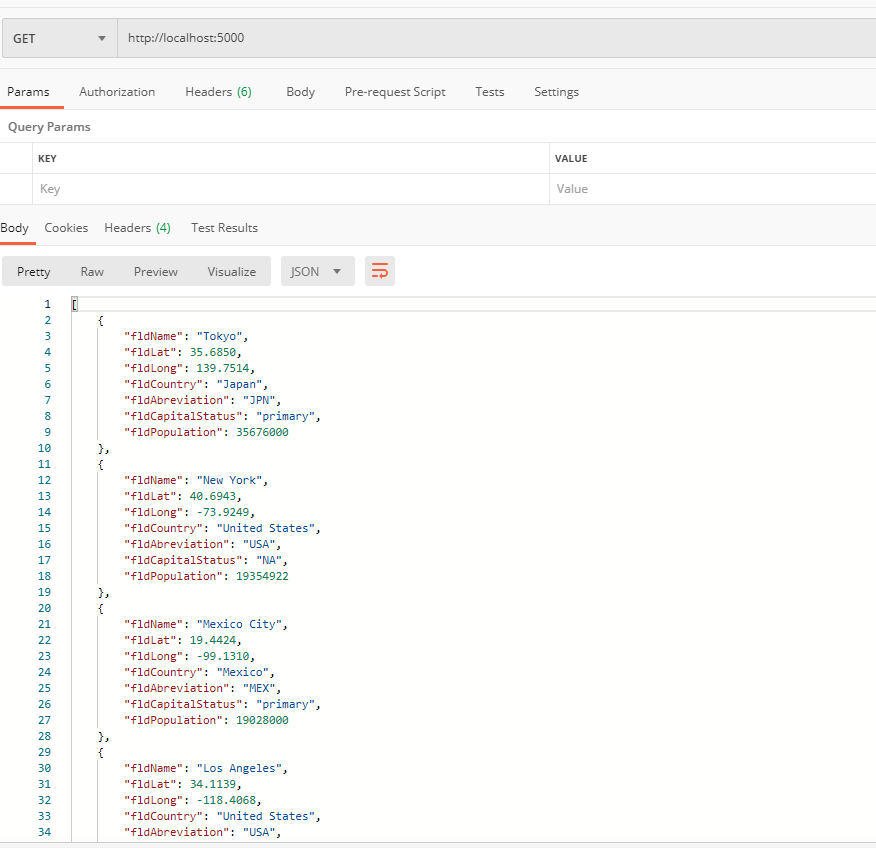 GET http://localhost:5000
Params Authorization Headers (6) Body Pre-request Script Tests Settings
Query Params
KEY VALUE
Key Value
Body Cookies Headers (4) Test Results
Pretty Raw Preview Visualize JSON
1 [
2 {
3 "fldName": "Tokyo",
4 "fldLat": 35.6850,
5 "fldLong": 139.7514,
6 "fldCountry": "Japan",
7 "fldAbreviation": "JPN",
8 "fldCapitalStatus": "primary",
9 "fldPopulation": 35676000
10 },
11 {
12 "fldName": "New York",
13 "fldLat": 40.6943,
14 "fldLong": -73.9249,
15 "fldCountry": "United States",
16 "fldAbreviation": "USA",
17 "fldCapitalStatus": "NA",
18 "fldPopulation": 19354922
19 },
20 {
21 "fldName": "Mexico City",
22 "fldLat": 19.4424,
23 "fldLong": -99.1310,
24 "fldCountry": "Mexico",
25 "fldAbreviation": "MEX",
26 "fldCapitalStatus": "primary",
27 "fldPopulation": 19028000
28 },
29 {
30 "fldName": "Los Angeles",
31 "fldLat": 34.1139,
32 "fldLong": -118.4068,
33 "fldCountry": "United States",
34 "fldAbreviation": "USA",